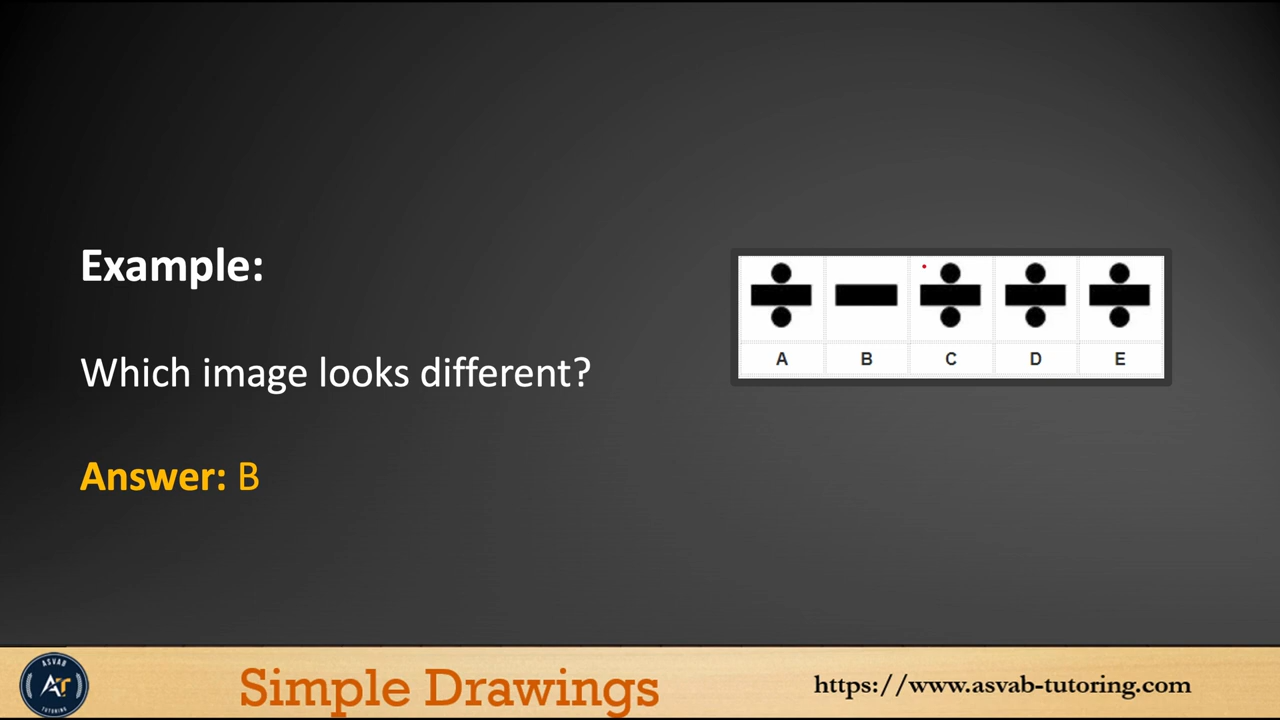 Example:
Which image looks different?
Answer: B
A B C D E
ASVAB
AT
TUTORING
Simple Drawings
https://www.asvab-tutoring.com